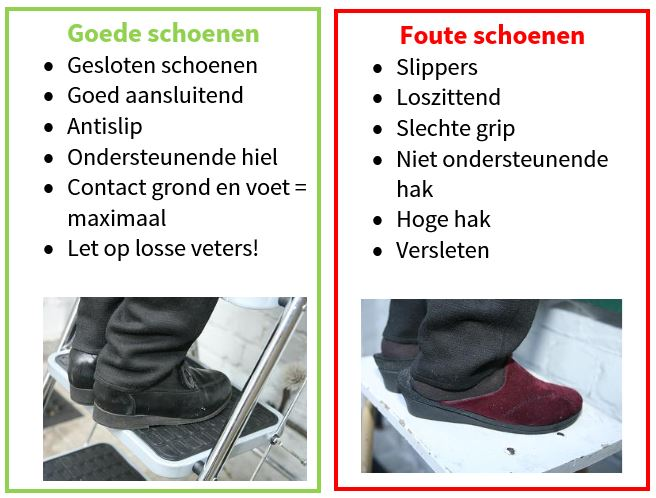 Goede schoenen
• Gesloten schoenen
• Goed aansluitend
• Antislip
• Ondersteunende hiel
• Contact grond en voet =
maximaal
• Let op losse veters!
Foute schoenen
• Slippers
• Loszittend
• Slechte grip
• Niet ondersteunende
hak
• Hoge hak
• Versleten